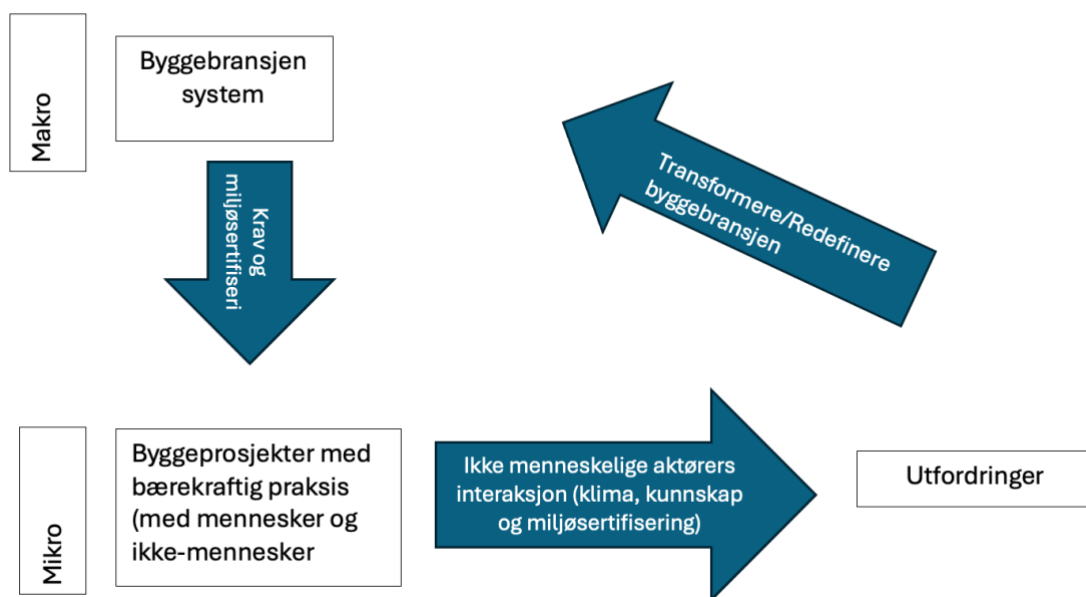 Makro
Byggebransjen
system
Krav og
miljøsertifiseri
Transformere/Redefinere
byggebransjen
Mikro
Byggeprosjekter med
bærekraftig praksis
(med mennesker og
ikke-mennesker
Ikke menneskelige aktørers
interaksjon (klima, kunnskap
og miljøsertifisering)
Utfordringer